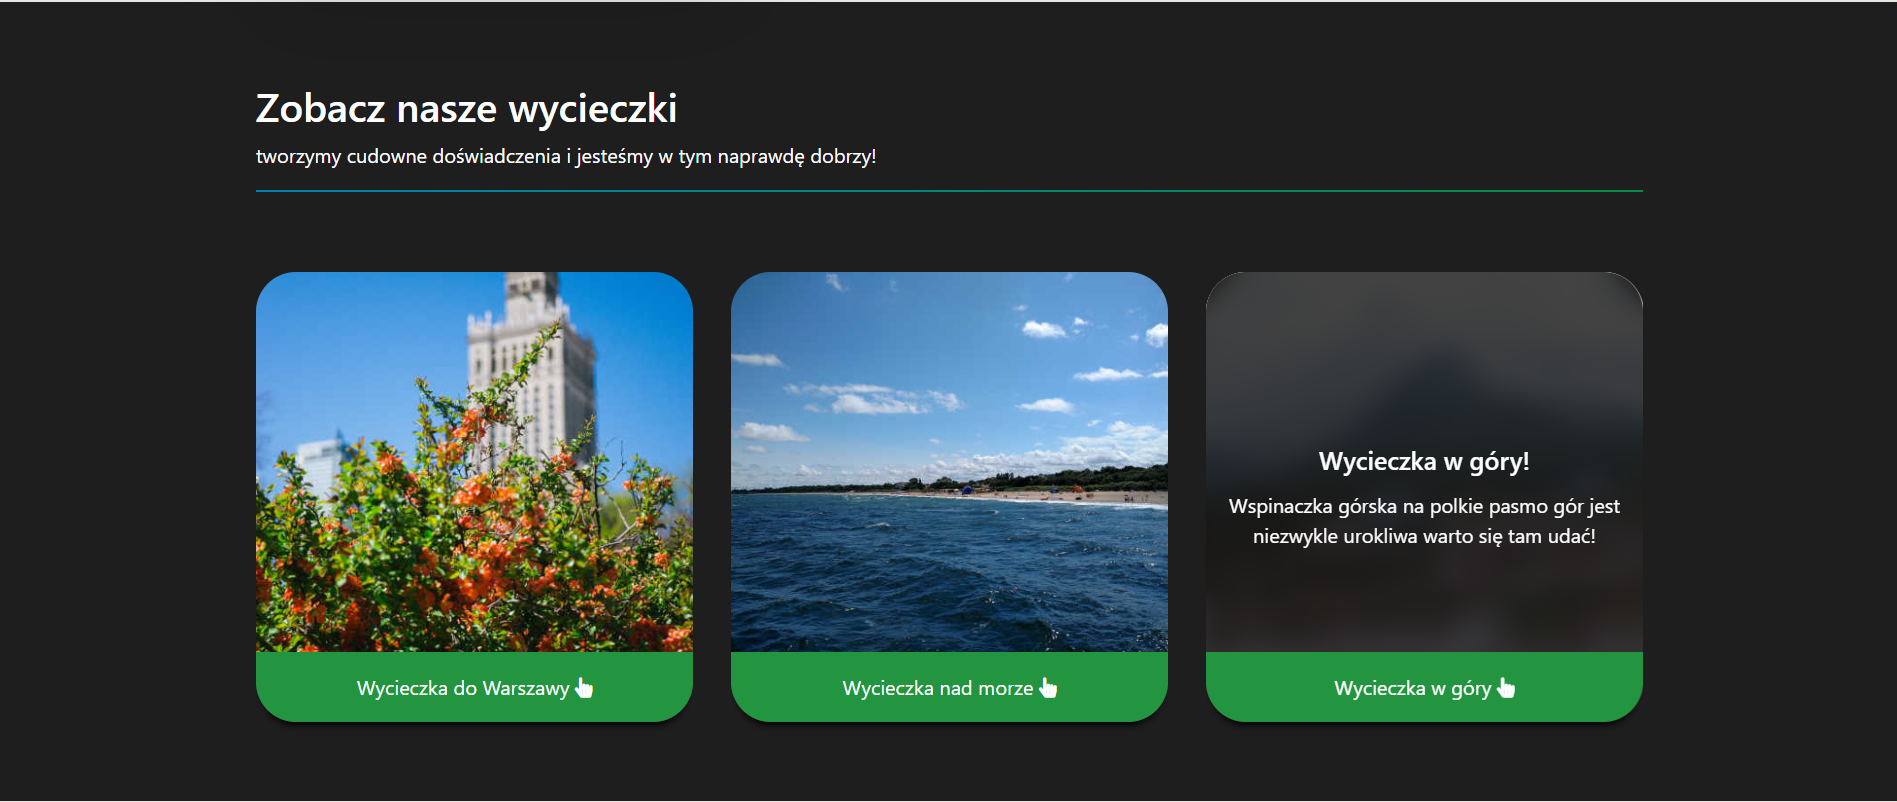 Zobacz nasze wycieczki
tworzymy cudowne doświadczenia i jesteśmy w tym naprawdę dobrzy!
Wycieczka w góry!
Wspinaczka górska na polkie pasmo gór jest
niezwykle urokliwa warto się tam udać!
Wycieczka do Warszawy
Wycieczka nad morze
Wycieczka w góry